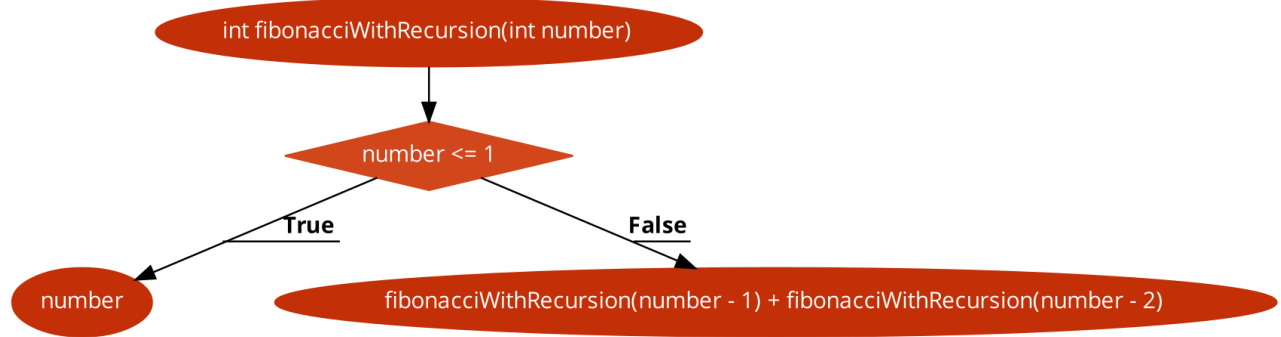 int fibonacciWithRecursion(int number)
number <= 1
True
False
number
fibonacciWithRecursion(number - 1) + fibonacciWithRecursion(number - 2)